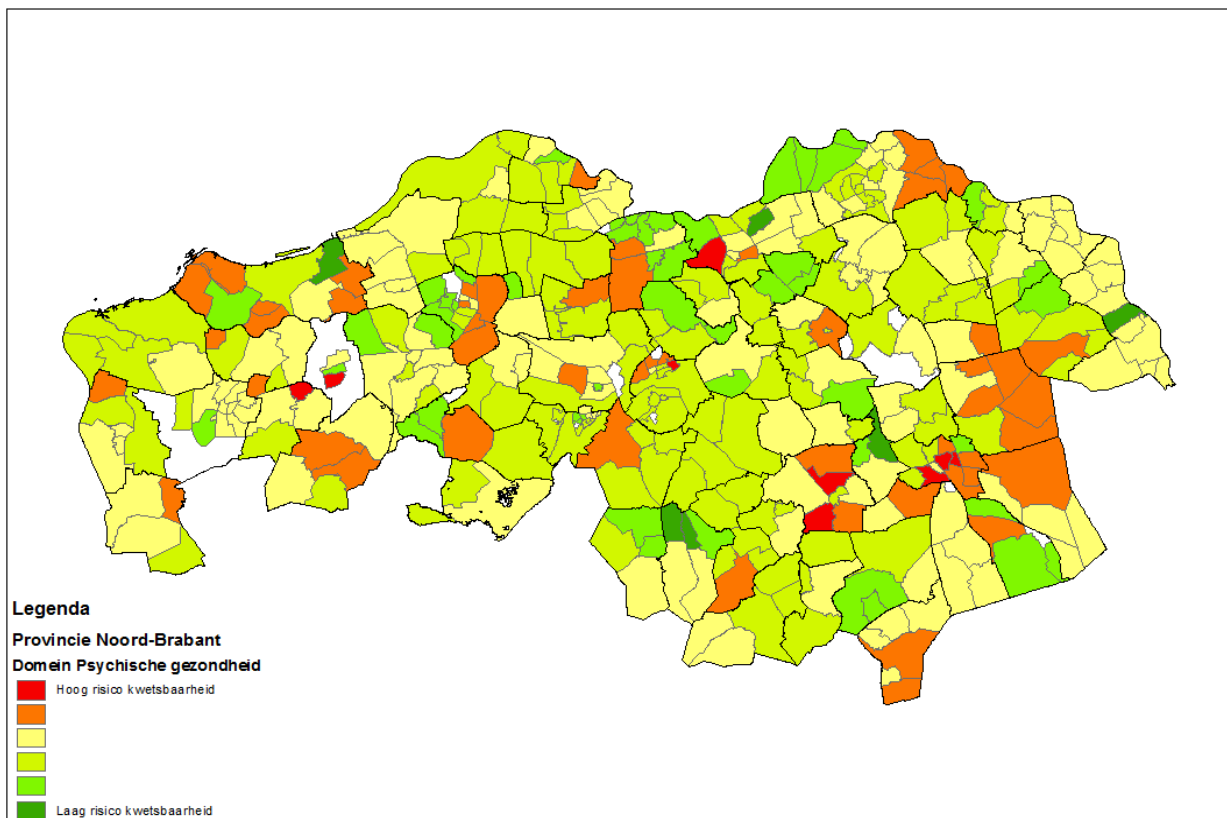 Legenda
Provincie Noord-Brabant
Domein Psychische gezondheid
Hoog risico kwetsbaarheid
Laag risico kwetsbaarheid